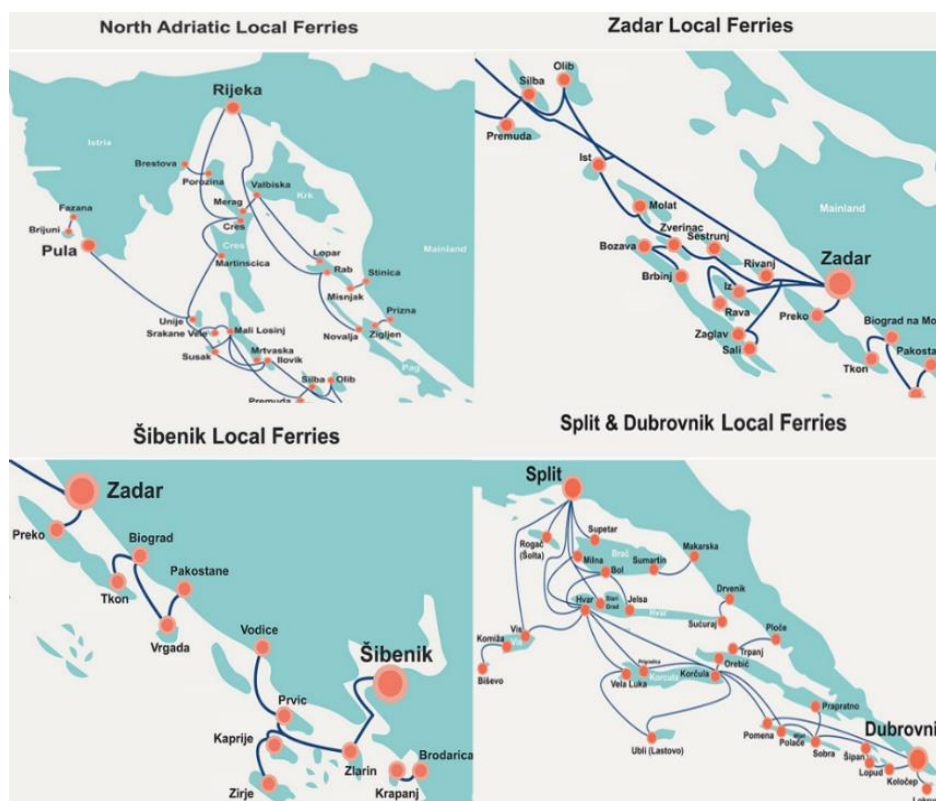 North Adriatic Local Ferries
Rijeka
Istria
Brestova
Porozina
Valbiska
Merag
Krk
Cres
Fazana
Brijuni
Pula
Cres
Martinscica
Lopar
Rab
Stinica
Misnjak
Mainland
Unije
Srakane Vele
Mali Losinj
Prizna
Novalja
Zigljen
Susak
Mrtvaska
Ilovik
Pag
Silba
Olib
Premuda
Zadar Local Ferries
Silba
Olib
Premuda
Ist
Molat
Mainland
Zverinac
Sestrunj
Bozava
Rivanj
Zadar
Brbinj
Iz
Rava
Preko
Biograd na Mo
Zaglav
Sali
Tkon
Pakosta
Šibenik Local Ferries
Zadar
Preko
Biograd
Pakostane
Tkon
Vrgada
Vodice
Šibenik
Prvic
Kaprije
Zlarin
Brodarica
Zirje
Krapanj
Split & Dubrovnik Local Ferries
Split
Rogač
(Šolta)
Supetar
Brač
Makarska
Milna
Sumartin
Bol
Hvar
Stari
Grad
Jelsa
Hvar
Drvenik
Sućuraj
Vis
Komiža
Vis
Biševo
Ploče
Trpanj
Orebić
Prigradica
Vela Luka
Korcula
Korčula
Prapratno
Ubli (Lastovo)
Pomena
Polače
Mljet
Sobra
Dubrovni
Šipan
Lopud
Koločep
Lokrum